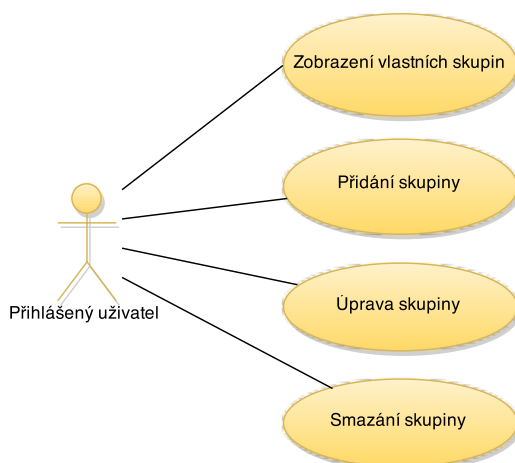 Zobrazení vlastních skupin
Přidání skupiny
Úprava skupiny
Přihlášený uživatel
Smazání skupiny